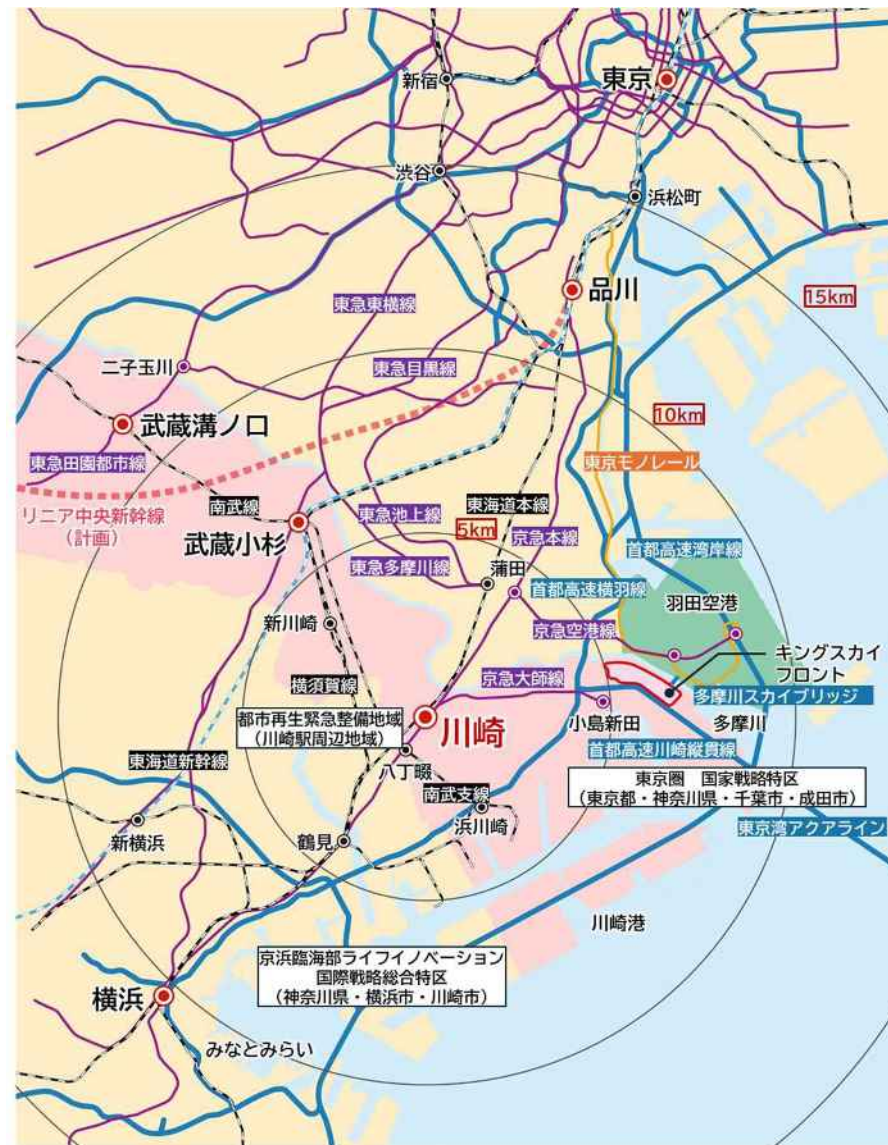 新宿
東京
渋谷
浜松町
品川
15km
東急東横線
二子玉川
東急目黒線
武蔵溝ノ口
10km
東急田園都市線
東京モノレール
南武線
東海道本線
リニア中央新幹線
（計画）
東急池上線
5km
京急本線
武蔵小杉
首都高速湾岸線
東急多摩川線
蒲田
首都高速横羽線
羽田空港
新川崎
京急空港線
キングスカイ
フロント
横須賀線
京急大師線
多摩川スカイブリッジ
都市再生緊急整備地域
（川崎駅周辺地域）
川崎
小島新田
多摩川
東海道新幹線
八丁畷
首都高速川崎縦貫線
東京圏　国家戦略特区
（東京都・神奈川県・千葉市・成田市）
南武支線
浜川崎
東京湾アクアライン
新横浜
鶴見
川崎港
京浜臨海部ライフイノベーション
国際戦略総合特区
（神奈川県・横浜市・川崎市）
横浜
みなとみらい